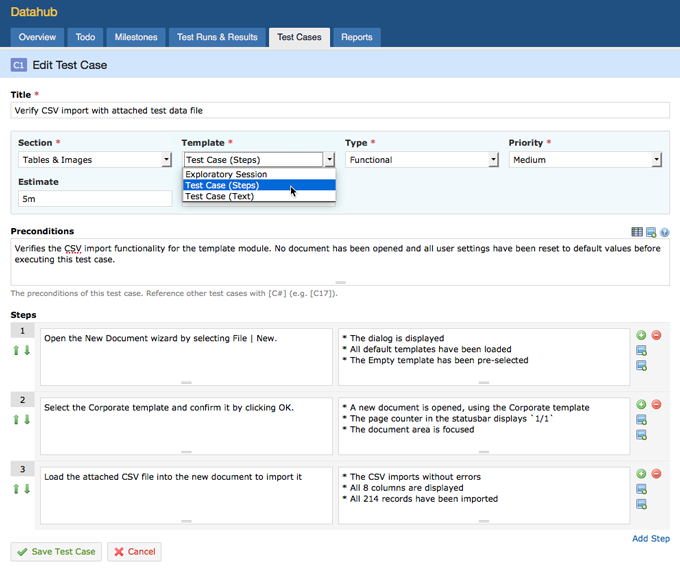 Datahub
Overview Todo Milestones Test Runs & Results Test Cases Reports
C1 Edit Test Case
Title *
Verify CSV import with attached test data file
Section * Template * Type * Priority *
Tables & Images Test Case (Steps) Functional Medium
Exploratory Session
Estimate Test Case (Steps)
5m Test Case (Text)
Preconditions
Verifies the CSV import functionality for the template module. No document has been opened and all user settings have been reset to default values before
executing this test case.
The preconditions of this test case. Reference other test cases with [C#] (e.g. [C17]).
Steps
1
Open the New Document wizard by selecting File | New.
* The dialog is displayed
* All default templates have been loaded
* The Empty template has been pre-selected
2
Select the Corporate template and confirm it by clicking OK.
* A new document is opened, using the Corporate template
* The page counter in the statusbar displays `1/1`
* The document area is focused
3
Load the attached CSV file into the new document to import it
* The CSV imports without errors
* All 8 columns are displayed
* All 214 records have been imported
Add Step
Save Test Case Cancel